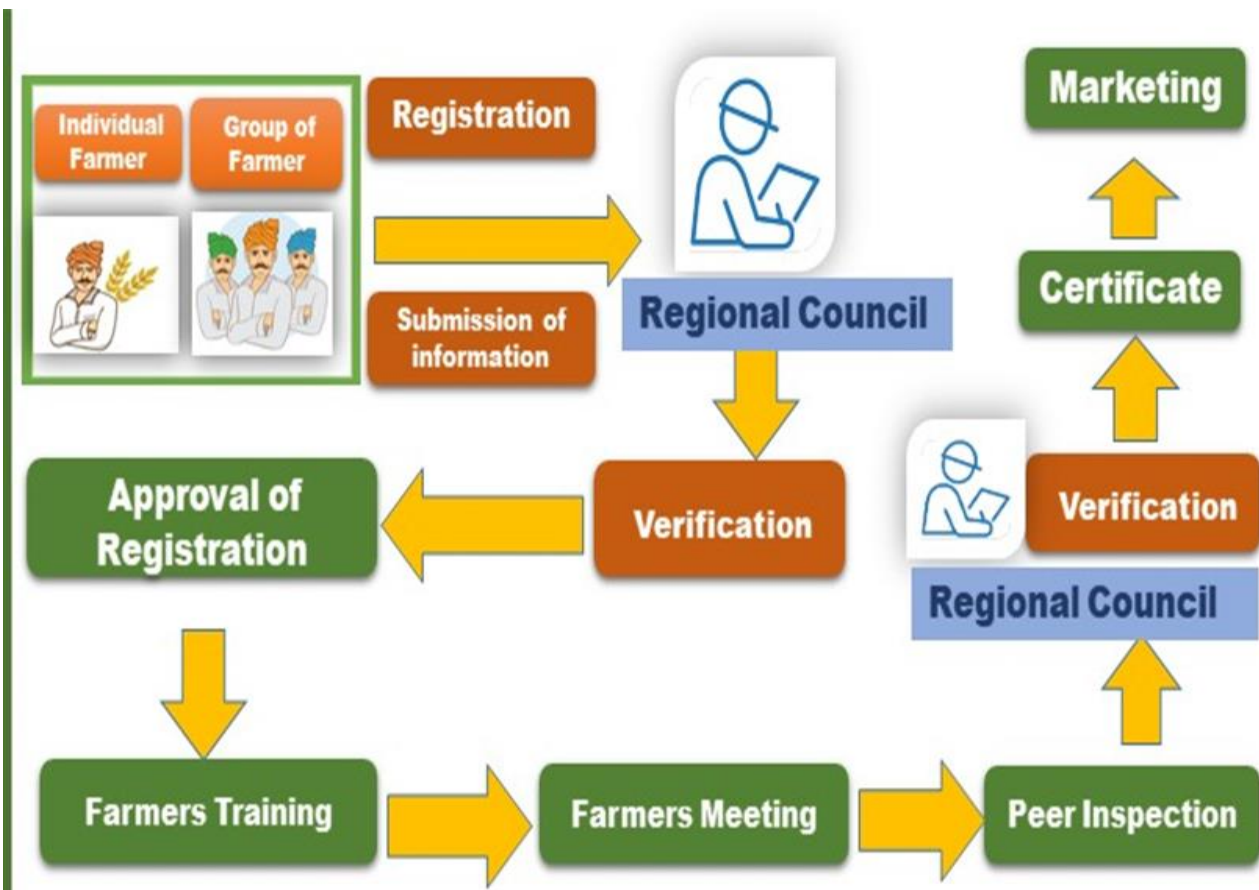 Individual
Farmer
Group of
Farmer
Registration
Submission of
information
Regional Council
Verification
Approval of
Registration
Farmers Training
Farmers Meeting
Peer Inspection
Regional Council
Verification
Certificate
Marketing